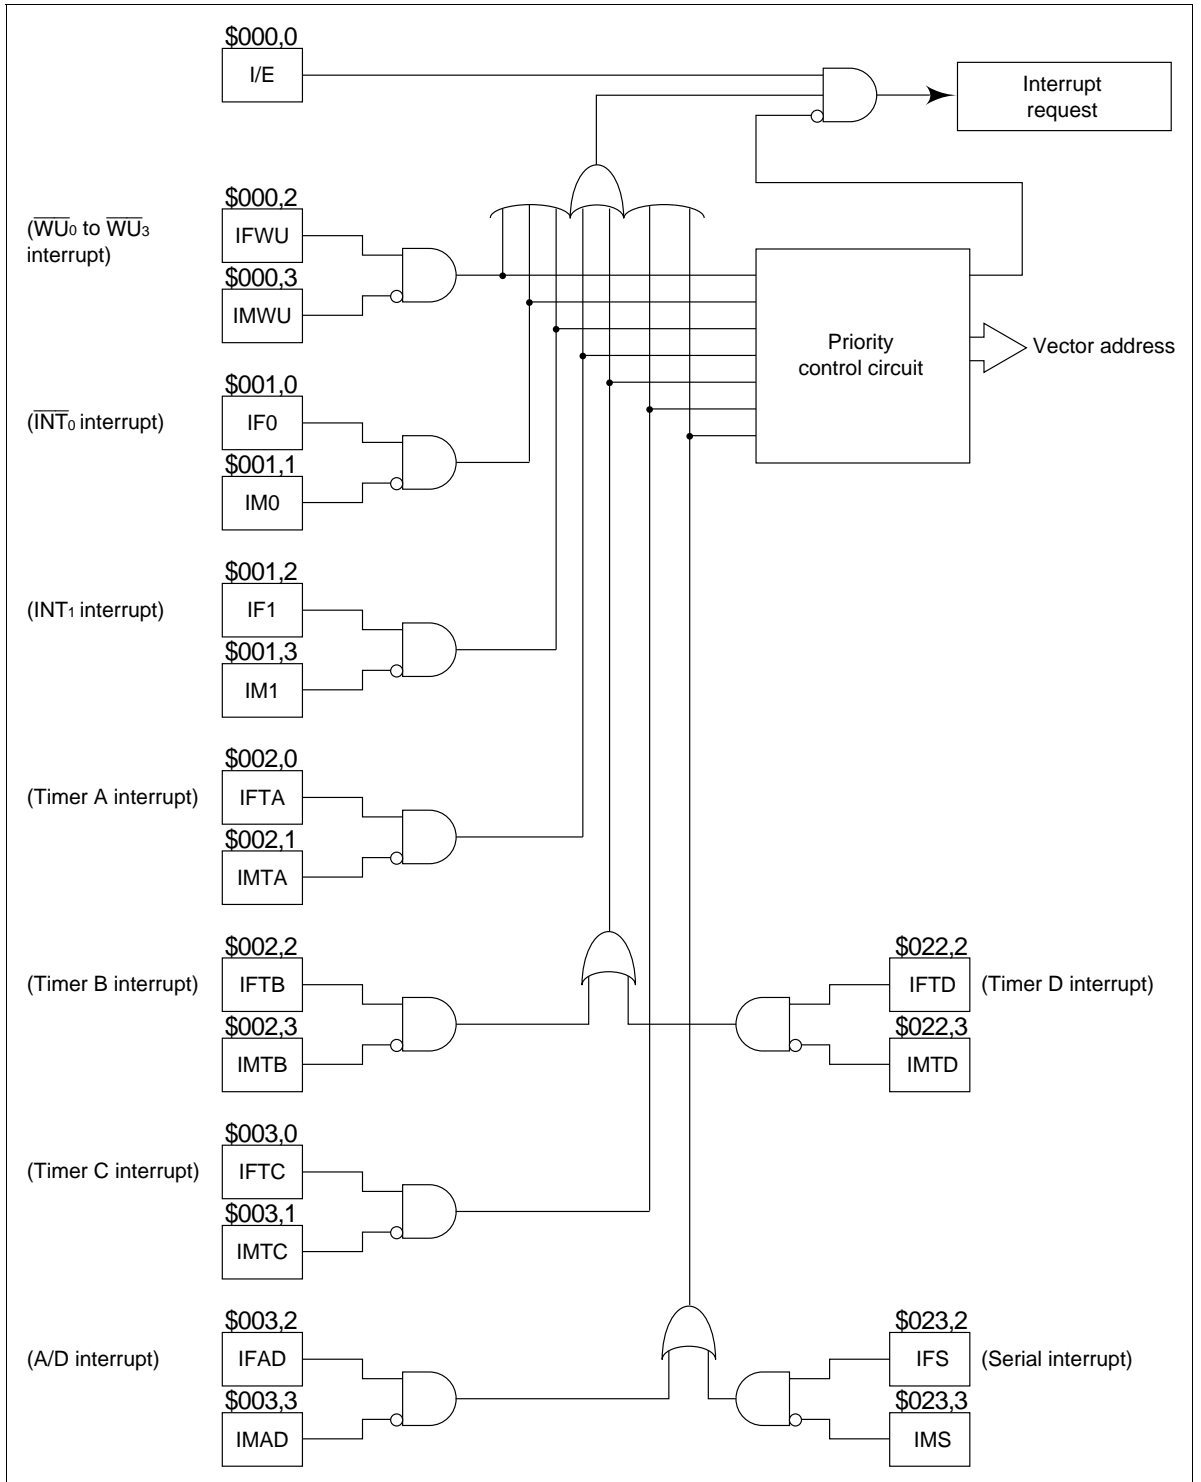 $000,0
I/E
Interrupt
request
(W̅U̅₀ to W̅U̅₃
interrupt)
$000,2
IFWU
$000,3
IMWU
Priority
control circuit
Vector address
(I̅N̅T̅₀ interrupt)
$001,0
IF0
$001,1
IM0
(INT₁ interrupt)
$001,2
IF1
$001,3
IM1
(Timer A interrupt)
$002,0
IFTA
$002,1
IMTA
(Timer B interrupt)
$002,2
IFTB
$002,3
IMTB
$022,2
IFTD
(Timer D interrupt)
$022,3
IMTD
(Timer C interrupt)
$003,0
IFTC
$003,1
IMTC
(A/D interrupt)
$003,2
IFAD
$003,3
IMAD
$023,2
IFS
(Serial interrupt)
$023,3
IMS